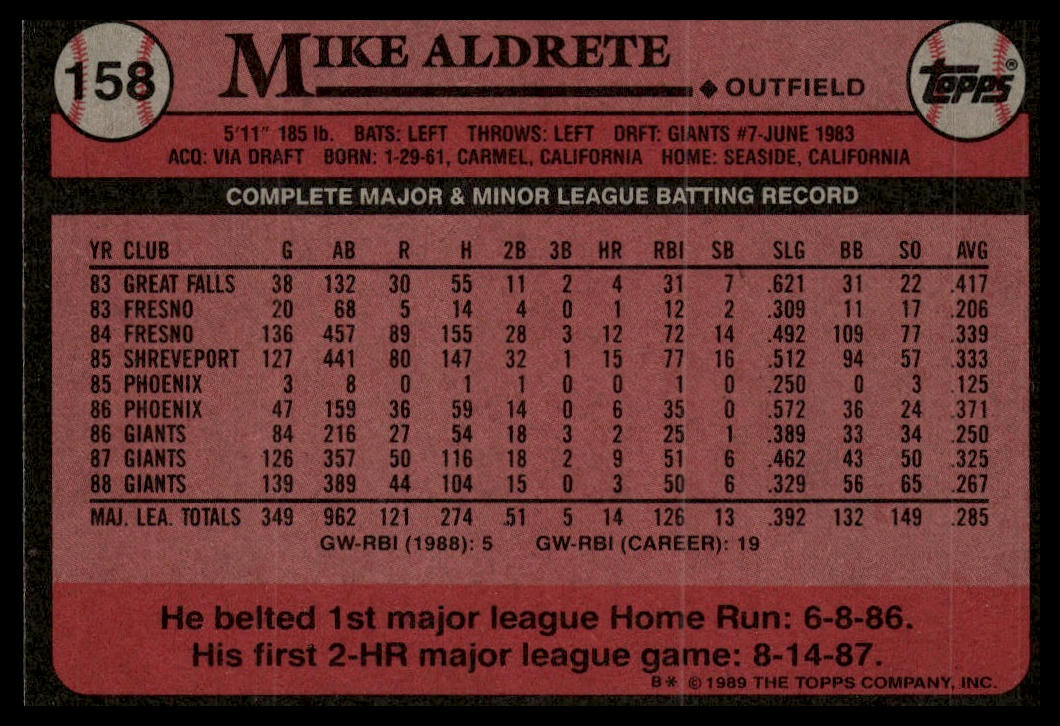 158
MIKE ALDRETE
◆ OUTFIELD
TOPPS®
5'11" 185 lb. BATS: LEFT THROWS: LEFT DRFT: GIANTS #7-JUNE 1983
ACQ: VIA DRAFT BORN: 1-29-61, CARMEL, CALIFORNIA HOME: SEASIDE, CALIFORNIA
COMPLETE MAJOR & MINOR LEAGUE BATTING RECORD
YR CLUB G AB R H 2B 3B HR RBI SB SLG BB SO AVG
83 GREAT FALLS 38 132 30 55 11 2 4 31 7 .621 31 22 .417
83 FRESNO 20 68 5 14 4 0 1 12 2 .309 11 17 .206
84 FRESNO 136 457 89 155 28 3 12 72 14 .492 109 77 .339
85 SHREVEPORT 127 441 80 147 32 1 15 77 16 .512 94 57 .333
85 PHOENIX 3 8 0 1 1 0 0 1 0 .250 0 3 .125
86 PHOENIX 47 159 36 59 14 0 6 35 0 .572 36 24 .371
86 GIANTS 84 216 27 54 18 3 2 25 1 .389 33 34 .250
87 GIANTS 126 357 50 116 18 2 9 51 6 .462 43 50 .325
88 GIANTS 139 389 44 104 15 0 3 50 6 .329 56 65 .267
MAJ. LEA. TOTALS 349 962 121 274 51 5 14 126 13 .392 132 149 .285
GW-RBI (1988): 5 GW-RBI (CAREER): 19
He belted 1st major league Home Run: 6-8-86.
His first 2-HR major league game: 8-14-87.
B* © 1989 THE TOPPS COMPANY, INC.